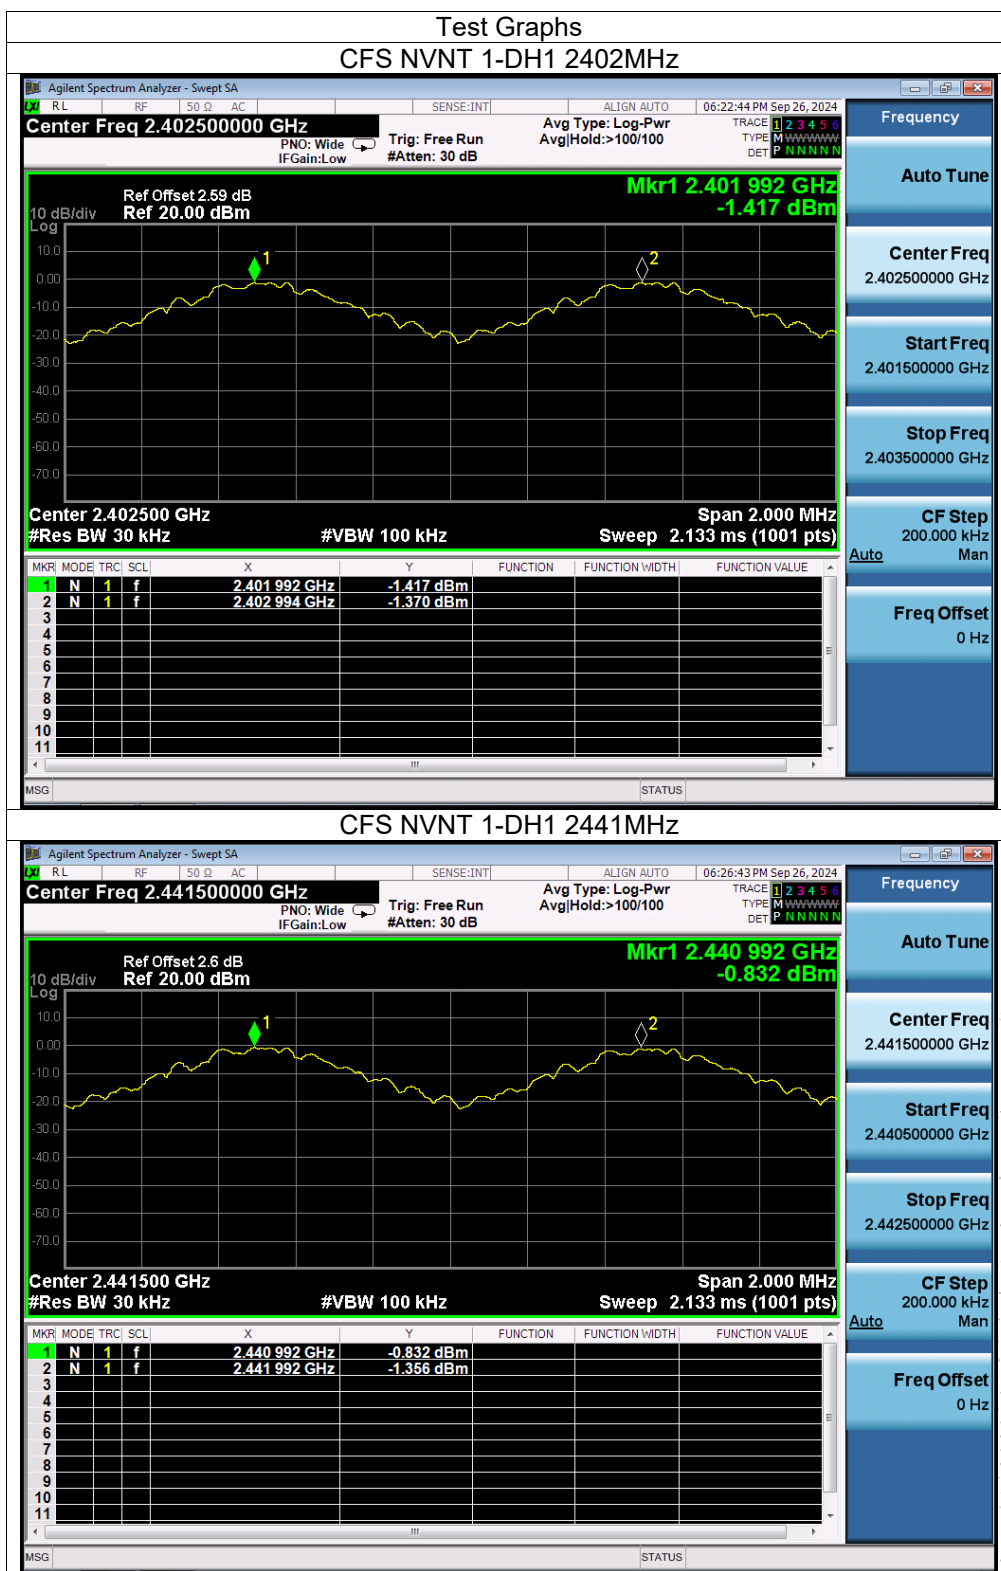 Test Graphs
CFS NVNT 1-DH1 2402MHz
Agilent Spectrum Analyzer - Swept SA
LXI RL RF 50 Ω AC SENSE:INT ALIGN AUTO 06:22:44 PM Sep 26, 2024
Center Freq 2.402500000 GHz
PNO: Wide Trig: Free Run
IFGain:Low #Atten: 30 dB
Avg Type: Log-Pwr
Avg|Hold:>100/100
TRACE 1 2 3 4 5 6
TYPE M W W W W W
DET P N N N N N
Frequency
Auto Tune
Center Freq
2.402500000 GHz
Start Freq
2.401500000 GHz
Stop Freq
2.403500000 GHz
CF Step
200.000 kHz
Auto Man
Freq Offset
0 Hz
Mkr1 2.401 992 GHz
-1.417 dBm
Ref Offset 2.59 dB
10 dB/div Ref 20.00 dBm
Log
10.0
0.00
-10.0
-20.0
-30.0
-40.0
-50.0
-60.0
-70.0
1
2
Center 2.402500 GHz Span 2.000 MHz
#Res BW 30 kHz #VBW 100 kHz Sweep 2.133 ms (1001 pts)
MKR MODE TRC SCL X Y FUNCTION FUNCTION WIDTH FUNCTION VALUE
1 N 1 f 2.401 992 GHz -1.417 dBm
2 N 1 f 2.402 994 GHz -1.370 dBm
3
4
5
6
7
8
9
10
11
MSG STATUS
CFS NVNT 1-DH1 2441MHz
Agilent Spectrum Analyzer - Swept SA
LXI RL RF 50 Ω AC SENSE:INT ALIGN AUTO 06:26:43 PM Sep 26, 2024
Center Freq 2.441500000 GHz
PNO: Wide Trig: Free Run
IFGain:Low #Atten: 30 dB
Avg Type: Log-Pwr
Avg|Hold:>100/100
TRACE 1 2 3 4 5 6
TYPE M W W W W W
DET P N N N N N
Frequency
Auto Tune
Center Freq
2.441500000 GHz
Start Freq
2.440500000 GHz
Stop Freq
2.442500000 GHz
CF Step
200.000 kHz
Auto Man
Freq Offset
0 Hz
Mkr1 2.440 992 GHz
-0.832 dBm
Ref Offset 2.6 dB
10 dB/div Ref 20.00 dBm
Log
10.0
0.00
-10.0
-20.0
-30.0
-40.0
-50.0
-60.0
-70.0
1
2
Center 2.441500 GHz Span 2.000 MHz
#Res BW 30 kHz #VBW 100 kHz Sweep 2.133 ms (1001 pts)
MKR MODE TRC SCL X Y FUNCTION FUNCTION WIDTH FUNCTION VALUE
1 N 1 f 2.440 992 GHz -0.832 dBm
2 N 1 f 2.441 992 GHz -1.356 dBm
3
4
5
6
7
8
9
10
11
MSG STATUS